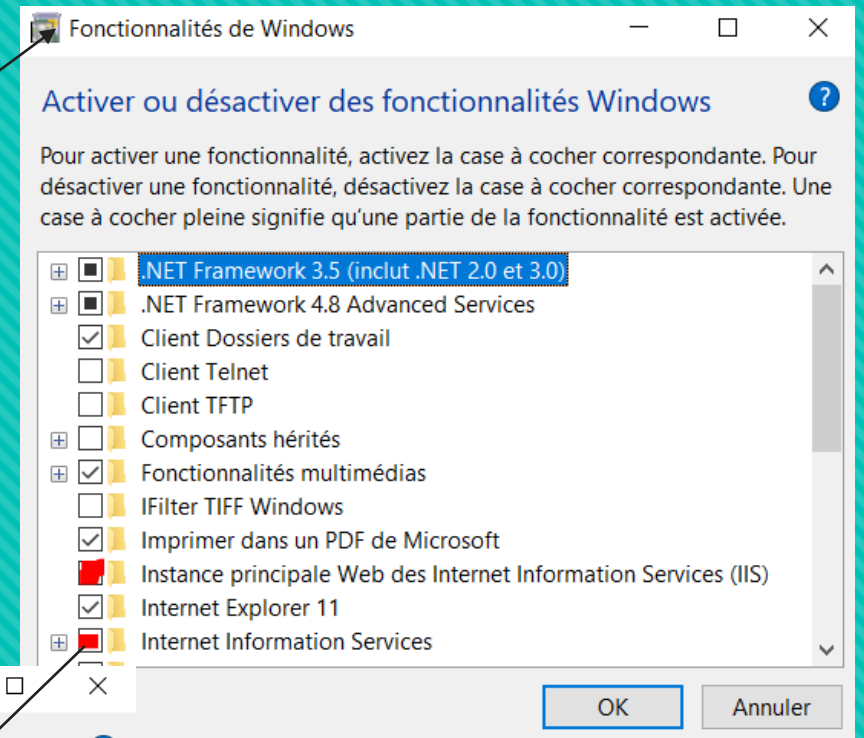 Fonctionnalités de Windows
Activer ou désactiver des fonctionnalités Windows
?
Pour activer une fonctionnalité, activez la case à cocher correspondante. Pour
désactiver une fonctionnalité, désactivez la case à cocher correspondante. Une
case à cocher pleine signifie qu'une partie de la fonctionnalité est activée.
.NET Framework 3.5 (inclut .NET 2.0 et 3.0)
.NET Framework 4.8 Advanced Services
Client Dossiers de travail
Client Telnet
Client TFTP
Composants hérités
Fonctionnalités multimédias
IFilter TIFF Windows
Imprimer dans un PDF de Microsoft
Instance principale Web des Internet Information Services (IIS)
Internet Explorer 11
Internet Information Services
OK
Annuler